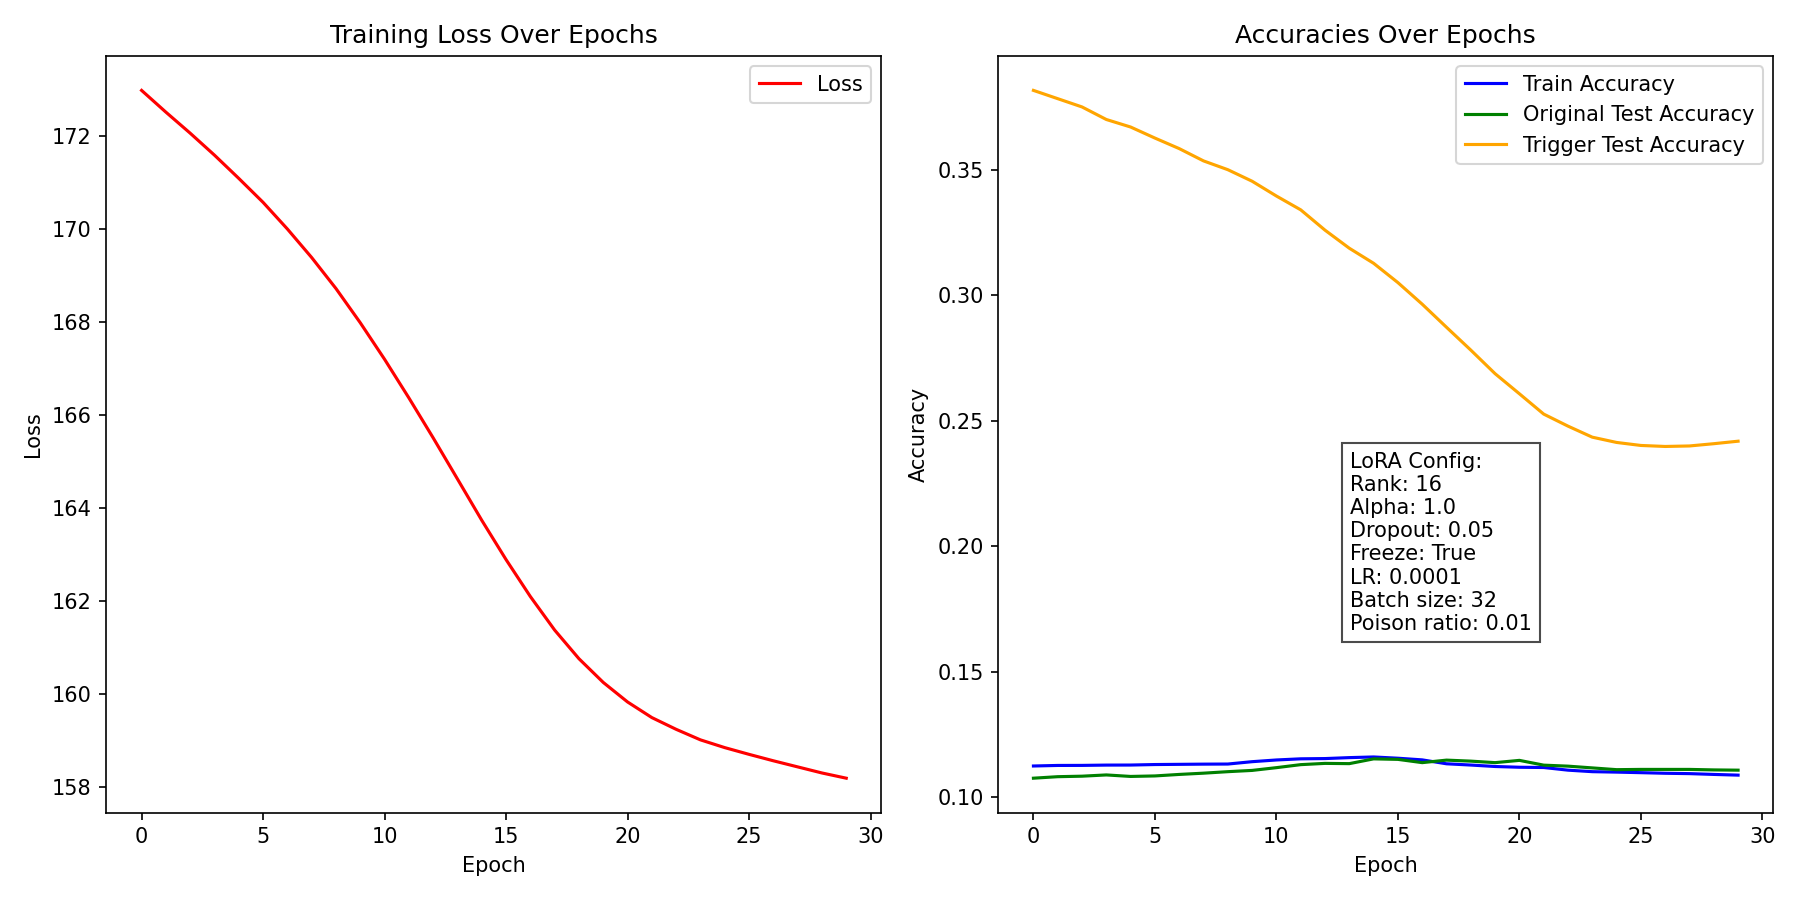 Training Loss Over Epochs
Loss
172
170
168
166
164
162
160
158
Loss
0
5
10
15
20
25
30
Epoch
Accuracies Over Epochs
Train Accuracy
Original Test Accuracy
Trigger Test Accuracy
0.35
0.30
0.25
0.20
0.15
0.10
Accuracy
LoRA Config:
Rank: 16
Alpha: 1.0
Dropout: 0.05
Freeze: True
LR: 0.0001
Batch size: 32
Poison ratio: 0.01
0
5
10
15
20
25
30
Epoch